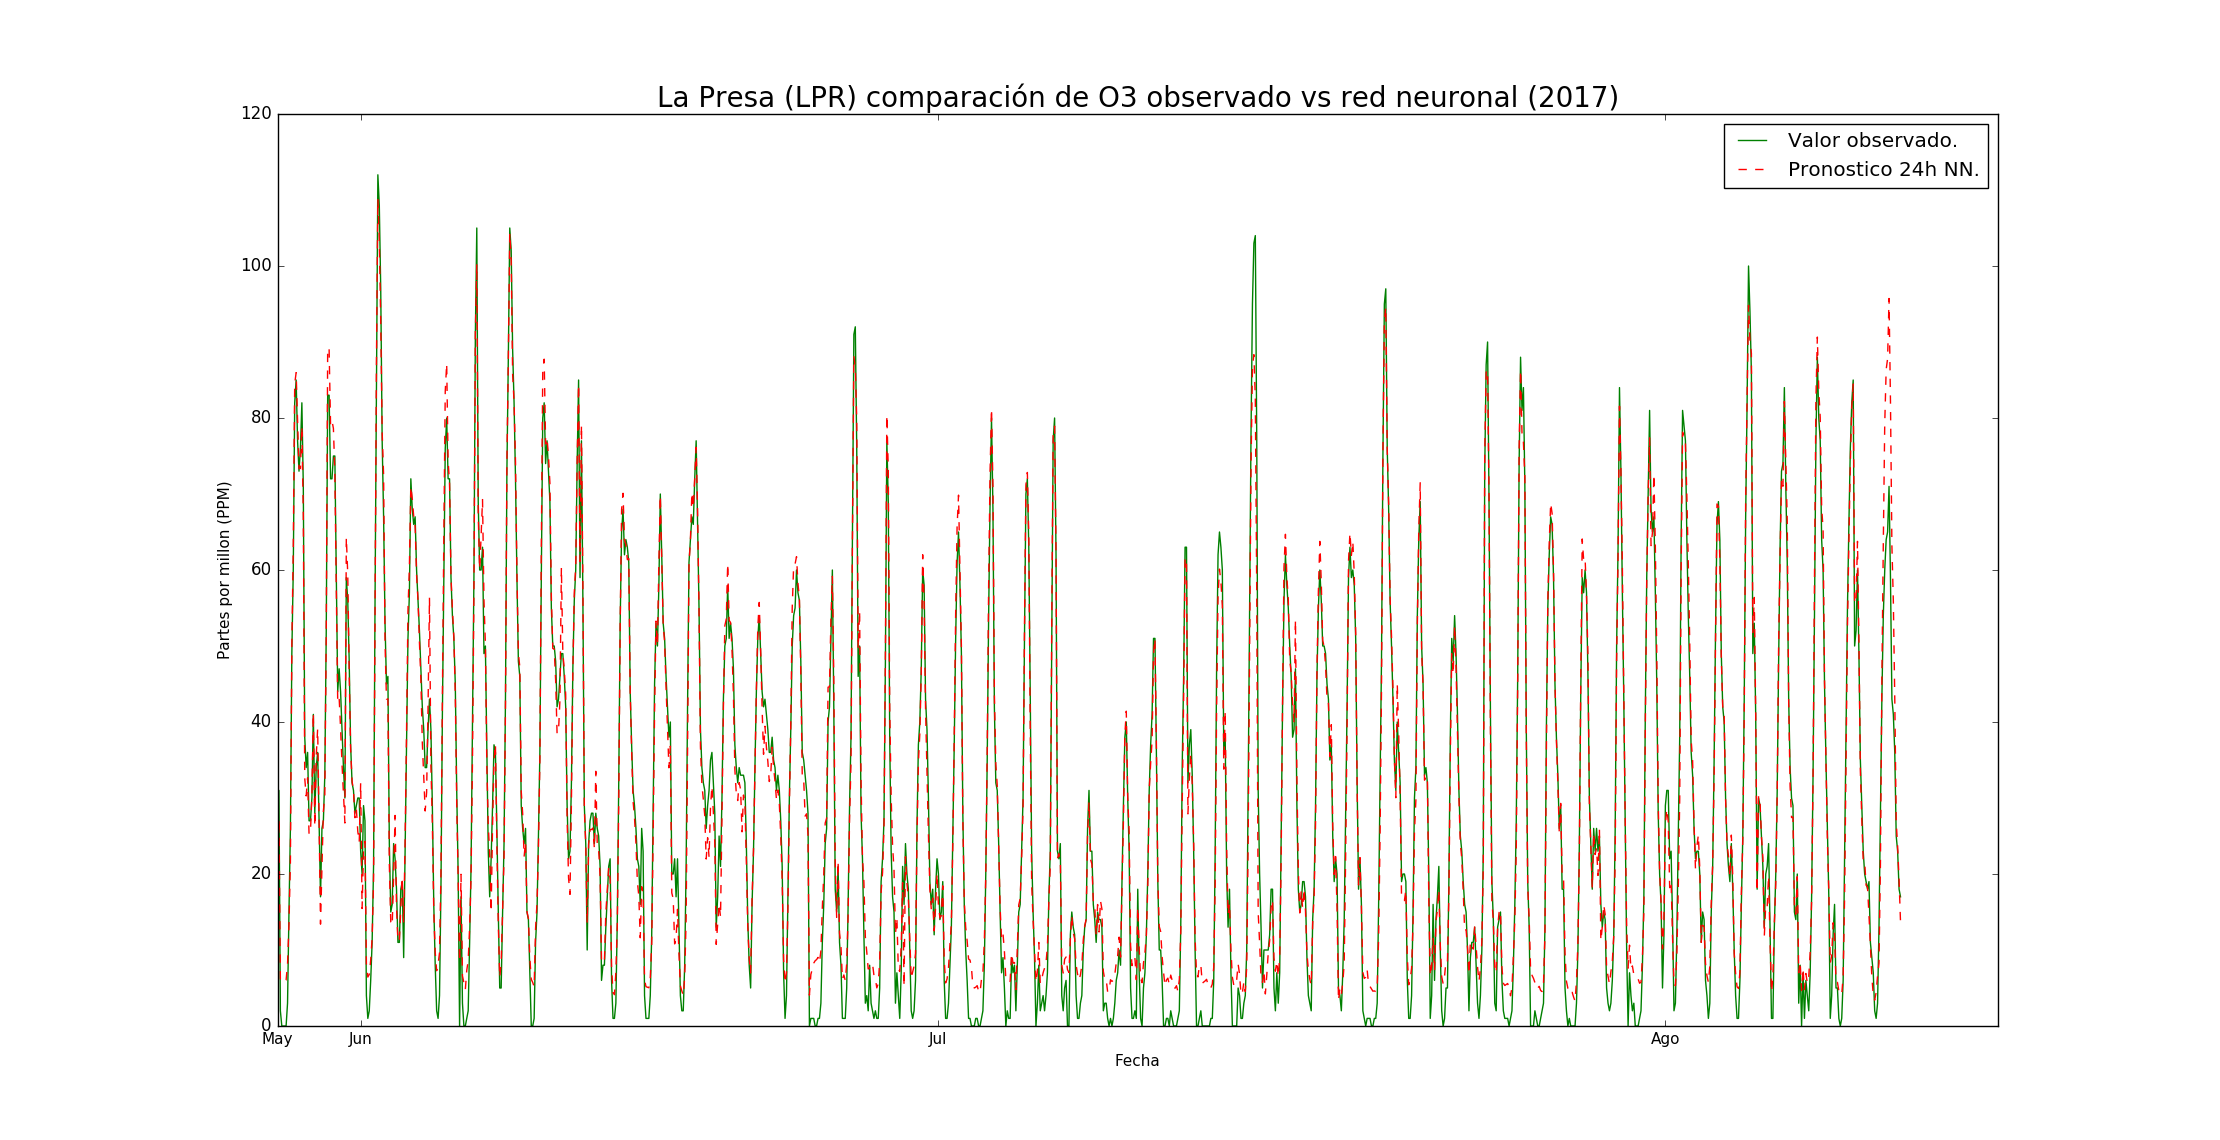 La Presa (LPR) comparación de O3 observado vs red neuronal (2017)
120
100
80
60
40
20
0
Partes por millon (PPM)
Valor observado.
Pronostico 24h NN.
May
Jun
Jul
Ago
Fecha